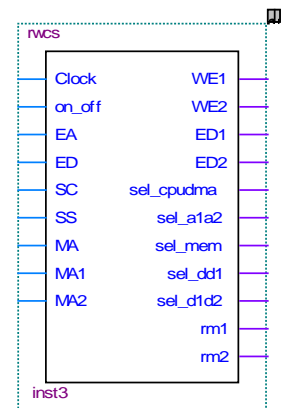 rwcs
Clock WE1
on_off WE2
EA ED1
ED ED2
SC sel_cpudma
SS sel_a1a2
MA sel_mem
MA1 sel_dd1
MA2 sel_d1d2
rm1
rm2
inst3